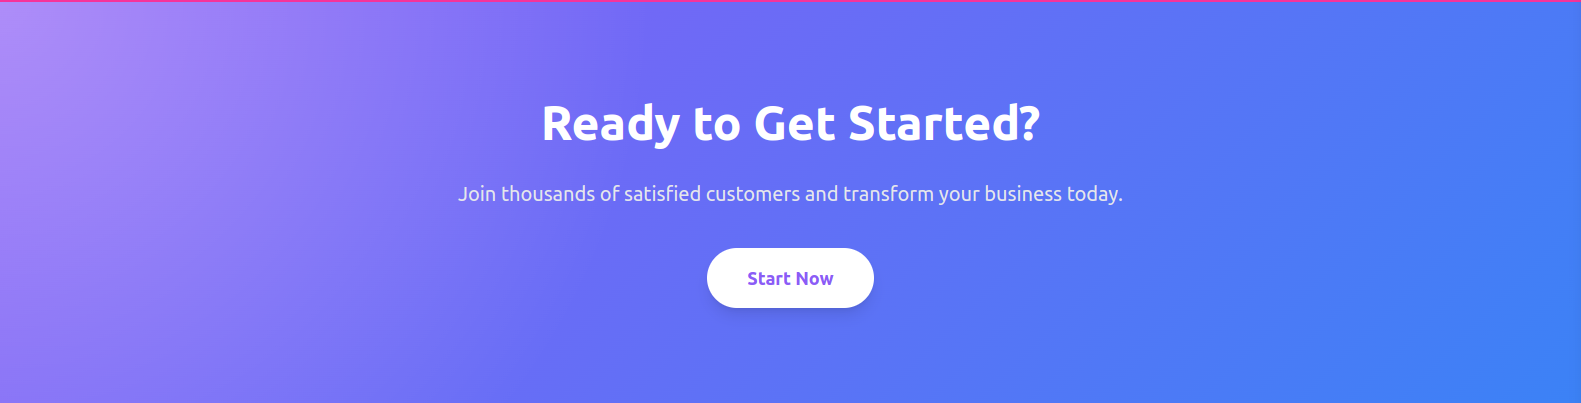 Ready to Get Started?
Join thousands of satisfied customers and transform your business today.
Start Now